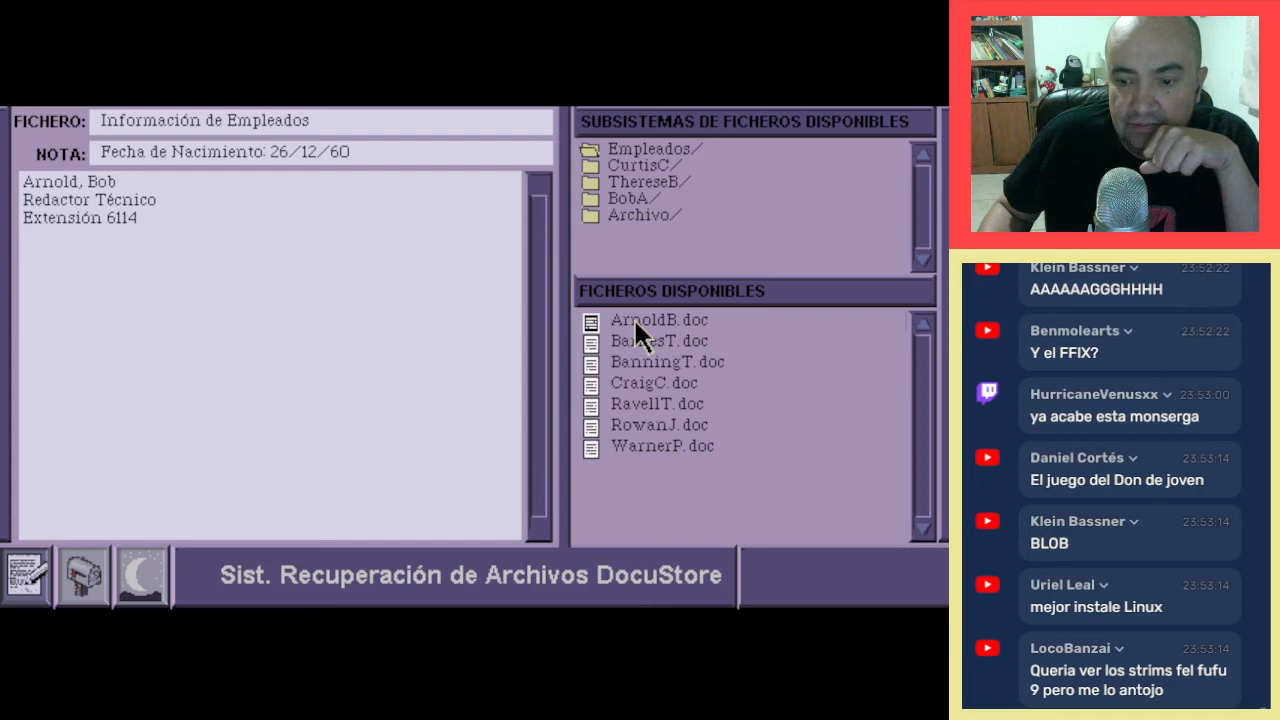 FICHERO: Información de Empleados
NOTA: Fecha de Nacimiento: 26/12/60
Arnold, Bob
Redactor Técnico
Extensión 6114
SUBSISTEMAS DE FICHEROS DISPONIBLES
Empleados/
CurtisC/
ThereseB/
BobA/
Archivo/
FICHEROS DISPONIBLES
ArnoldB.doc
BarnesT.doc
BanningT.doc
CraigC.doc
RavellT.doc
RowanJ.doc
WarnerP.doc
Sist. Recuperación de Archivos DocuStore
Klein Bassner 23:52:22
AAAAAAGGGHHHH
Benmolearts 23:52:22
Y el FFIX?
HurricaneVenusxx 23:53:00
ya acabe esta monserga
Daniel Cortés 23:53:14
El juego del Don de joven
Klein Bassner 23:53:14
BLOB
Uriel Leal 23:53:14
mejor instale Linux
LocoBanzai 23:53:14
Queria ver los strims fel fufu
9 pero me lo antojo